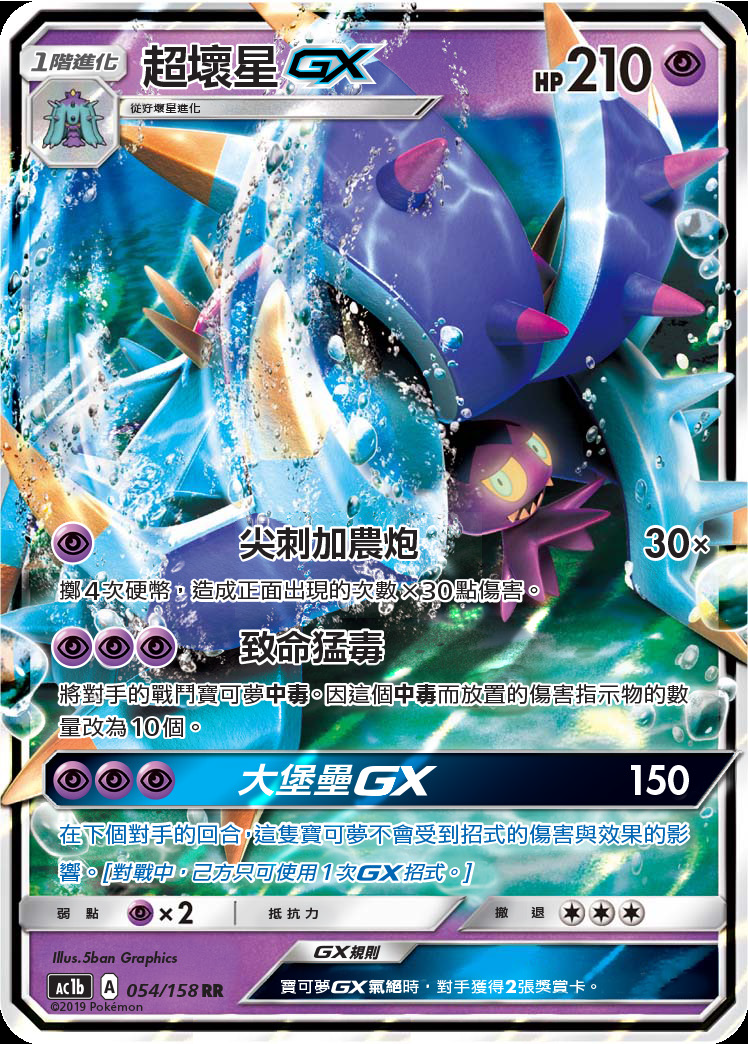 1階進化
超壞星GX
HP210
從好壞星進化
尖刺加農炮 30×
擲4次硬幣,造成正面出現的次數×30點傷害。
致命猛毒
將對手的戰鬥寶可夢中毒。因這個中毒而放置的傷害指示物的數
量改為10個。
大堡壘GX 150
在下個對手的回合,這隻寶可夢不會受到招式的傷害與效果的影
響。[對戰中,己方只可使用1次GX招式。]
弱點 ×2 抵抗力 撤退
Illus.5ban Graphics
GX規則
AC1b A 054/158 RR
寶可夢GX氣絕時,對手獲得2張獎賞卡。
©2019 Pokémon